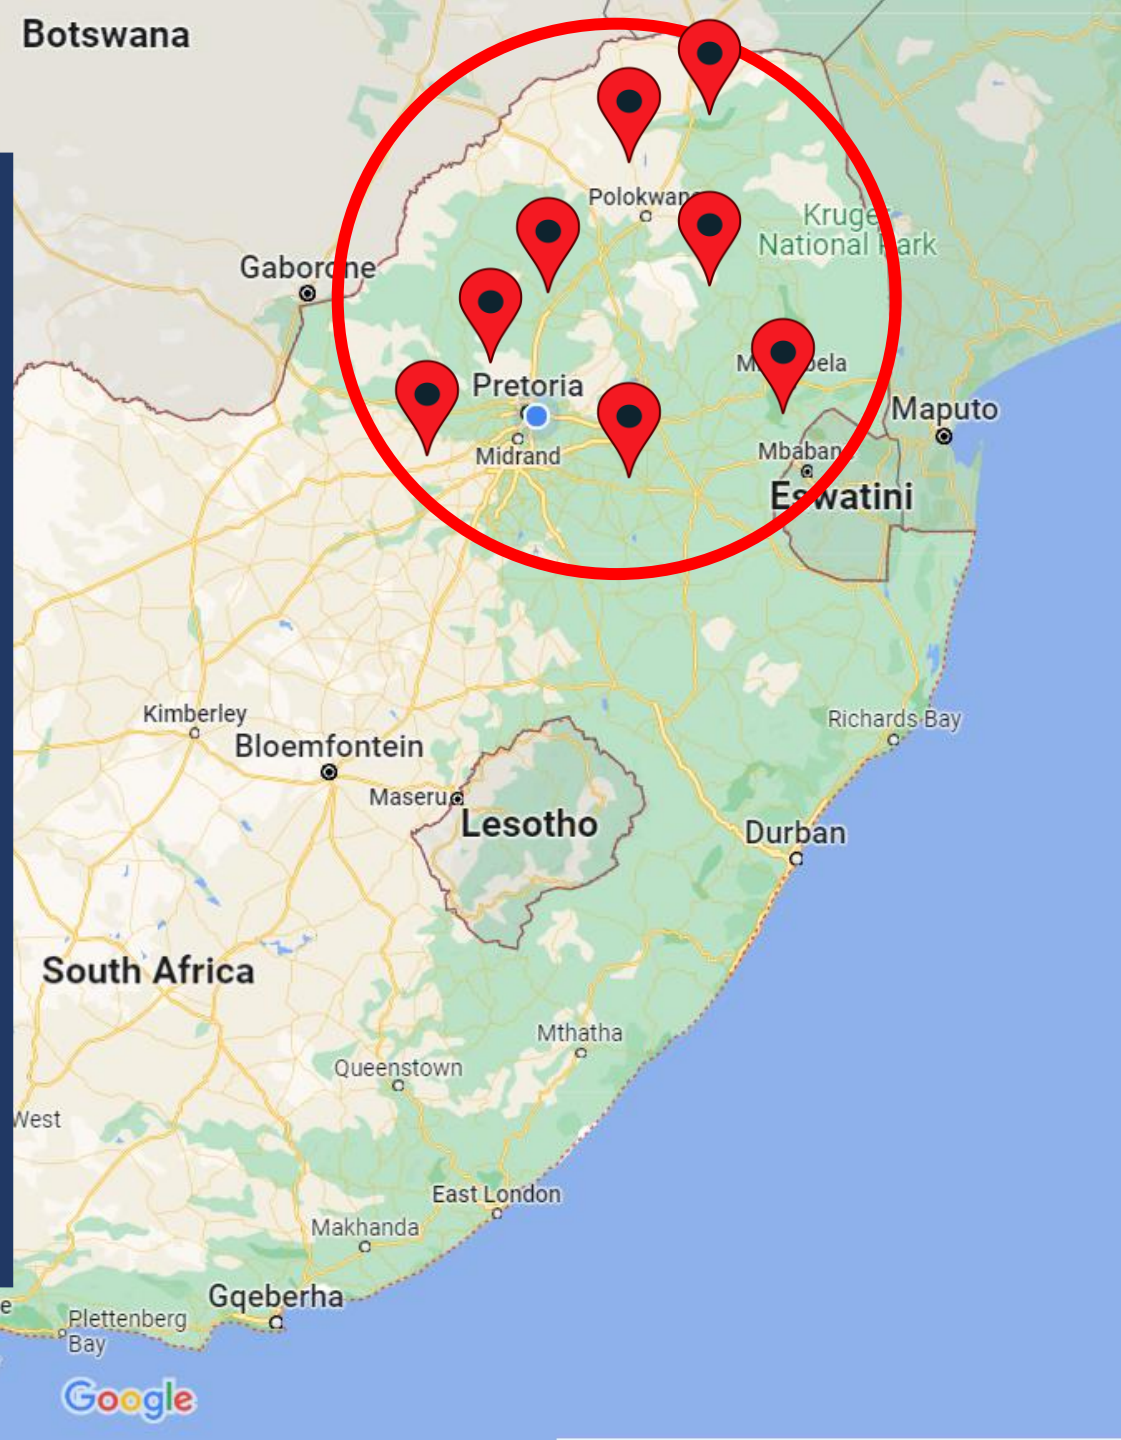 Botswana
Polokwane
Kruger
National Park
Gaborone
Pretoria
Maputo
Midrand
Mbabane
Eswatini
Kimberley
Richards Bay
Bloemfontein
Maseru
Lesotho
Durban
South Africa
Mthatha
Queenstown
West
East London
Makhanda
Gqeberha
e
Plettenberg
Bay
Google